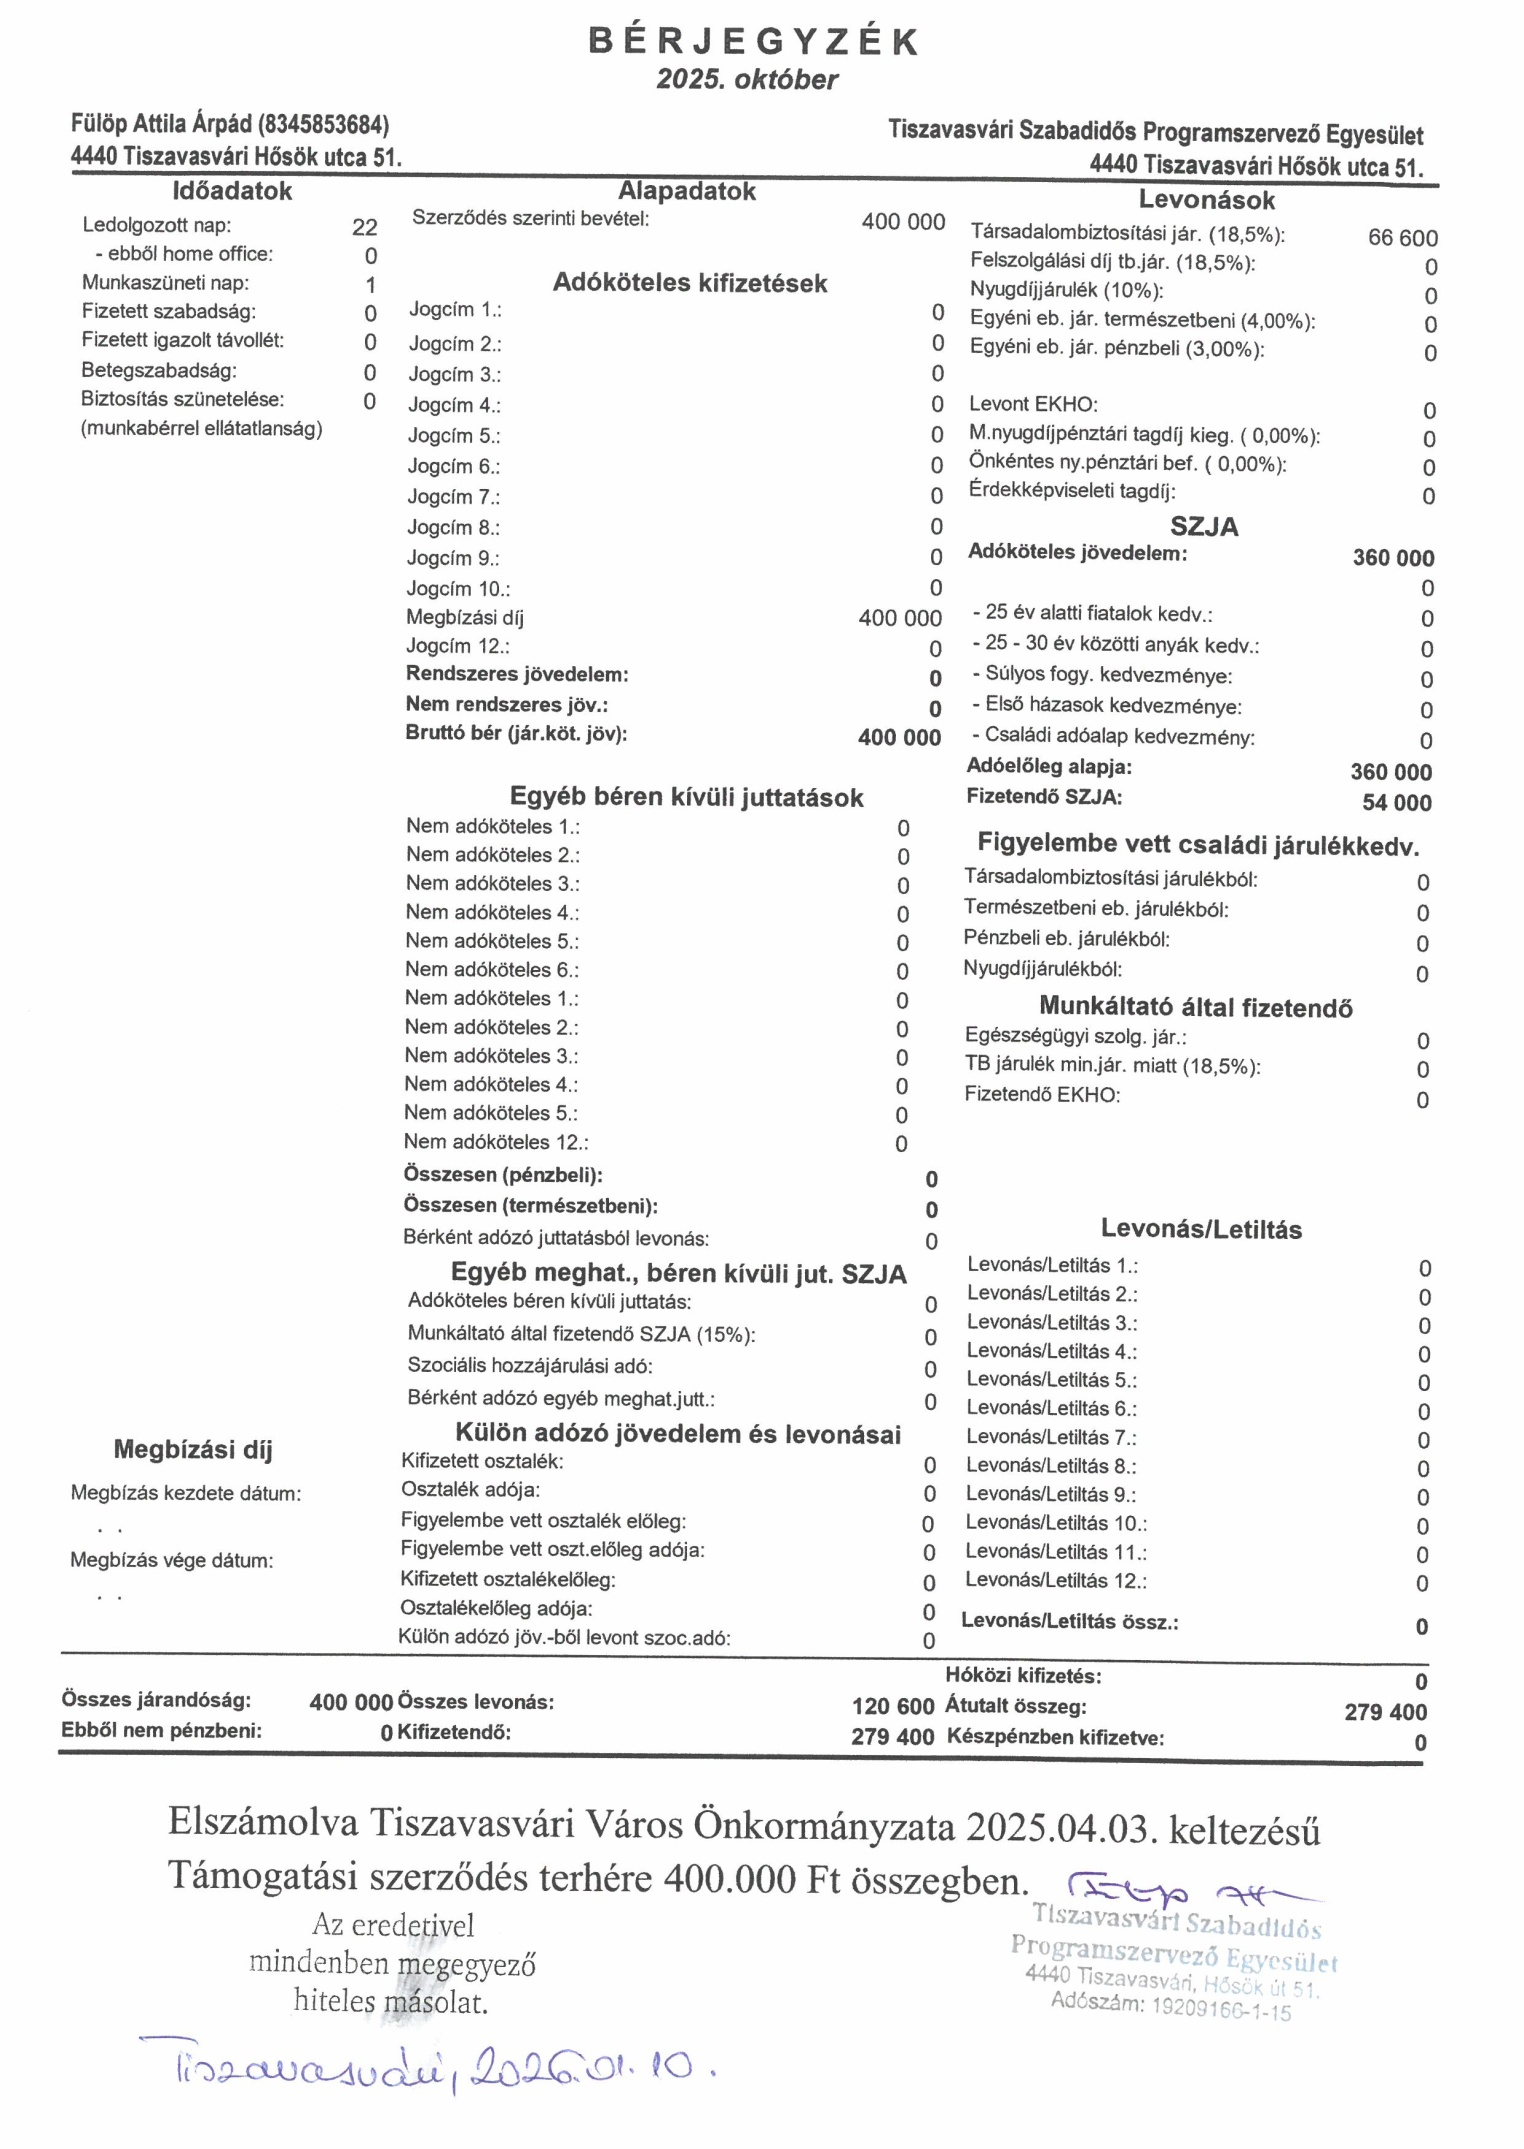 BÉRJEGYZÉK
2025. október
Fülöp Attila Árpád (8345853684)
4440 Tiszavasvári Hősök utca 51.
Tiszavasvári Szabadidős Programszervező Egyesület
4440 Tiszavasvári Hősök utca 51.
Időadatok
Ledolgozott nap: 22
- ebből home office: 0
Munkaszüneti nap: 1
Fizetett szabadság: 0
Fizetett igazolt távollét: 0
Betegszabadság: 0
Biztosítás szünetelése: 0
(munkabérrel ellátatlanság)
Megbízási díj
Megbízás kezdete dátum:
. .
Megbízás vége dátum:
. .
Alapadatok
Szerződés szerinti bevétel: 400 000
Adóköteles kifizetések
Jogcím 1.: 0
Jogcím 2.: 0
Jogcím 3.: 0
Jogcím 4.: 0
Jogcím 5.: 0
Jogcím 6.: 0
Jogcím 7.: 0
Jogcím 8.: 0
Jogcím 9.: 0
Jogcím 10.: 0
Megbízási díj 400 000
Jogcím 12.: 0
Rendszeres jövedelem: 0
Nem rendszeres jöv.: 0
Bruttó bér (jár.köt. jöv): 400 000
Egyéb béren kívüli juttatások
Nem adóköteles 1.: 0
Nem adóköteles 2.: 0
Nem adóköteles 3.: 0
Nem adóköteles 4.: 0
Nem adóköteles 5.: 0
Nem adóköteles 6.: 0
Nem adóköteles 1.: 0
Nem adóköteles 2.: 0
Nem adóköteles 3.: 0
Nem adóköteles 4.: 0
Nem adóköteles 5.: 0
Nem adóköteles 12.: 0
Összesen (pénzbeli): 0
Összesen (természetbeni): 0
Bérként adózó juttatásból levonás: 0
Egyéb meghat., béren kívüli jut. SZJA
Adóköteles béren kívüli juttatás: 0
Munkáltató által fizetendő SZJA (15%): 0
Szociális hozzájárulási adó: 0
Bérként adózó egyéb meghat.jutt.: 0
Külön adózó jövedelem és levonásai
Kifizetett osztalék: 0
Osztalék adója: 0
Figyelembe vett osztalék előleg: 0
Figyelembe vett oszt.előleg adója: 0
Kifizetett osztalékelőleg: 0
Osztalékelőleg adója: 0
Külön adózó jöv.-ből levont szoc.adó: 0
Levonások
Társadalombiztosítási jár. (18,5%): 66 600
Felszolgálási díj tb.jár. (18,5%): 0
Nyugdíjjárulék (10%): 0
Egyéni eb. jár. természetbeni (4,00%): 0
Egyéni eb. jár. pénzbeli (3,00%): 0
Levont EKHO: 0
M.nyugdíjpénztári tagdíj kieg. ( 0,00%): 0
Önkéntes ny.pénztári bef. ( 0,00%): 0
Érdekképviseleti tagdíj: 0
SZJA
Adóköteles jövedelem: 360 000
0
- 25 év alatti fiatalok kedv.: 0
- 25 - 30 év közötti anyák kedv.: 0
- Súlyos fogy. kedvezménye: 0
- Első házasok kedvezménye: 0
- Családi adóalap kedvezmény: 0
Adóelőleg alapja: 360 000
Fizetendő SZJA: 54 000
Figyelembe vett családi járulékkedv.
Társadalombiztosítási járulékból: 0
Természetbeni eb. járulékból: 0
Pénzbeli eb. járulékból: 0
Nyugdíjjárulékból: 0
Munkáltató által fizetendő
Egészségügyi szolg. jár.: 0
TB járulék min.jár. miatt (18,5%): 0
Fizetendő EKHO: 0
Levonás/Letiltás
Levonás/Letiltás 1.: 0
Levonás/Letiltás 2.: 0
Levonás/Letiltás 3.: 0
Levonás/Letiltás 4.: 0
Levonás/Letiltás 5.: 0
Levonás/Letiltás 6.: 0
Levonás/Letiltás 7.: 0
Levonás/Letiltás 8.: 0
Levonás/Letiltás 9.: 0
Levonás/Letiltás 10.: 0
Levonás/Letiltás 11.: 0
Levonás/Letiltás 12.: 0
Levonás/Letiltás össz.: 0
Hóközi kifizetés: 0
Összes járandóság: 400 000 Összes levonás: 120 600 Átutalt összeg: 279 400
Ebből nem pénzbeni: 0 Kifizetendő: 279 400 Készpénzben kifizetve: 0
Elszámolva Tiszavasvári Város Önkormányzata 2025.04.03. keltezésű
Támogatási szerződés terhére 400.000 Ft összegben.
Az eredetivel
mindenben megegyező
hiteles másolat.
Tiszavasvári Szabadidős
Programszervező Egyesület
4440 Tiszavasvári, Hősök út 51.
Adószám: 19209166-1-15
Tiszavasvári, 2026.01.10.